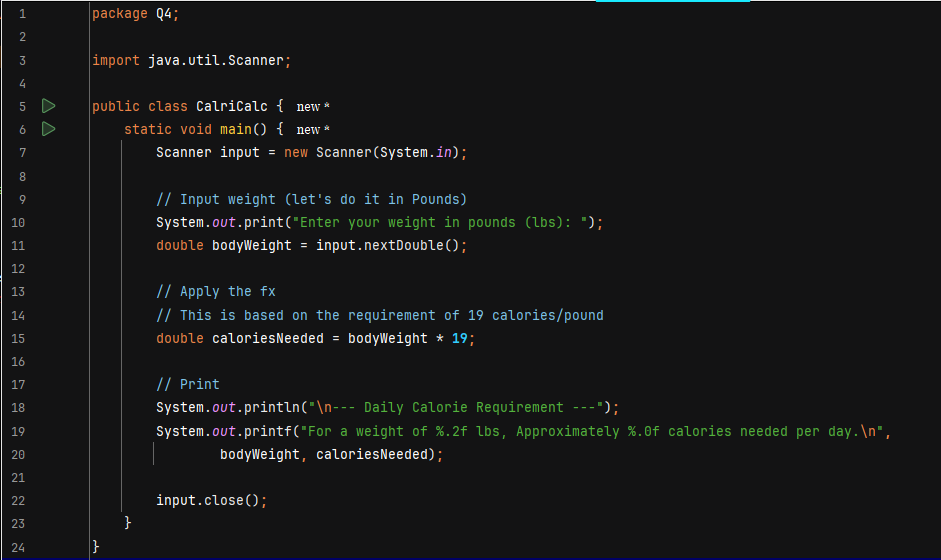 1 package Q4;
2
3 import java.util.Scanner;
4
5 public class CalriCalc { new *
6 static void main() { new *
7 Scanner input = new Scanner(System.in);
8
9 // Input weight (let's do it in Pounds)
10 System.out.print("Enter your weight in pounds (lbs): ");
11 double bodyWeight = input.nextDouble();
12
13 // Apply the fx
14 // This is based on the requirement of 19 calories/pound
15 double caloriesNeeded = bodyWeight * 19;
16
17 // Print
18 System.out.println("\n--- Daily Calorie Requirement ---");
19 System.out.printf("For a weight of %.2f lbs, Approximately %.0f calories needed per day.\n",
20 bodyWeight, caloriesNeeded);
21
22 input.close();
23 }
24 }